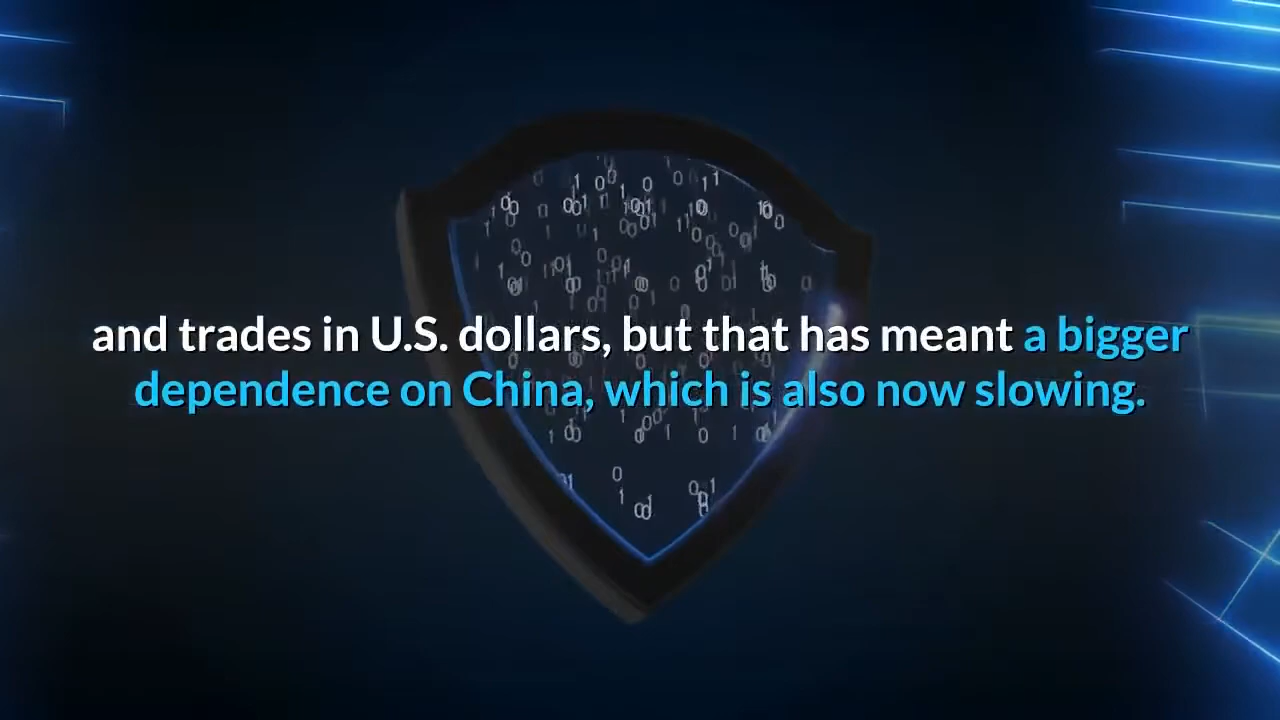 and trades in U.S. dollars, but that has meant a bigger
dependence on China, which is also now slowing.